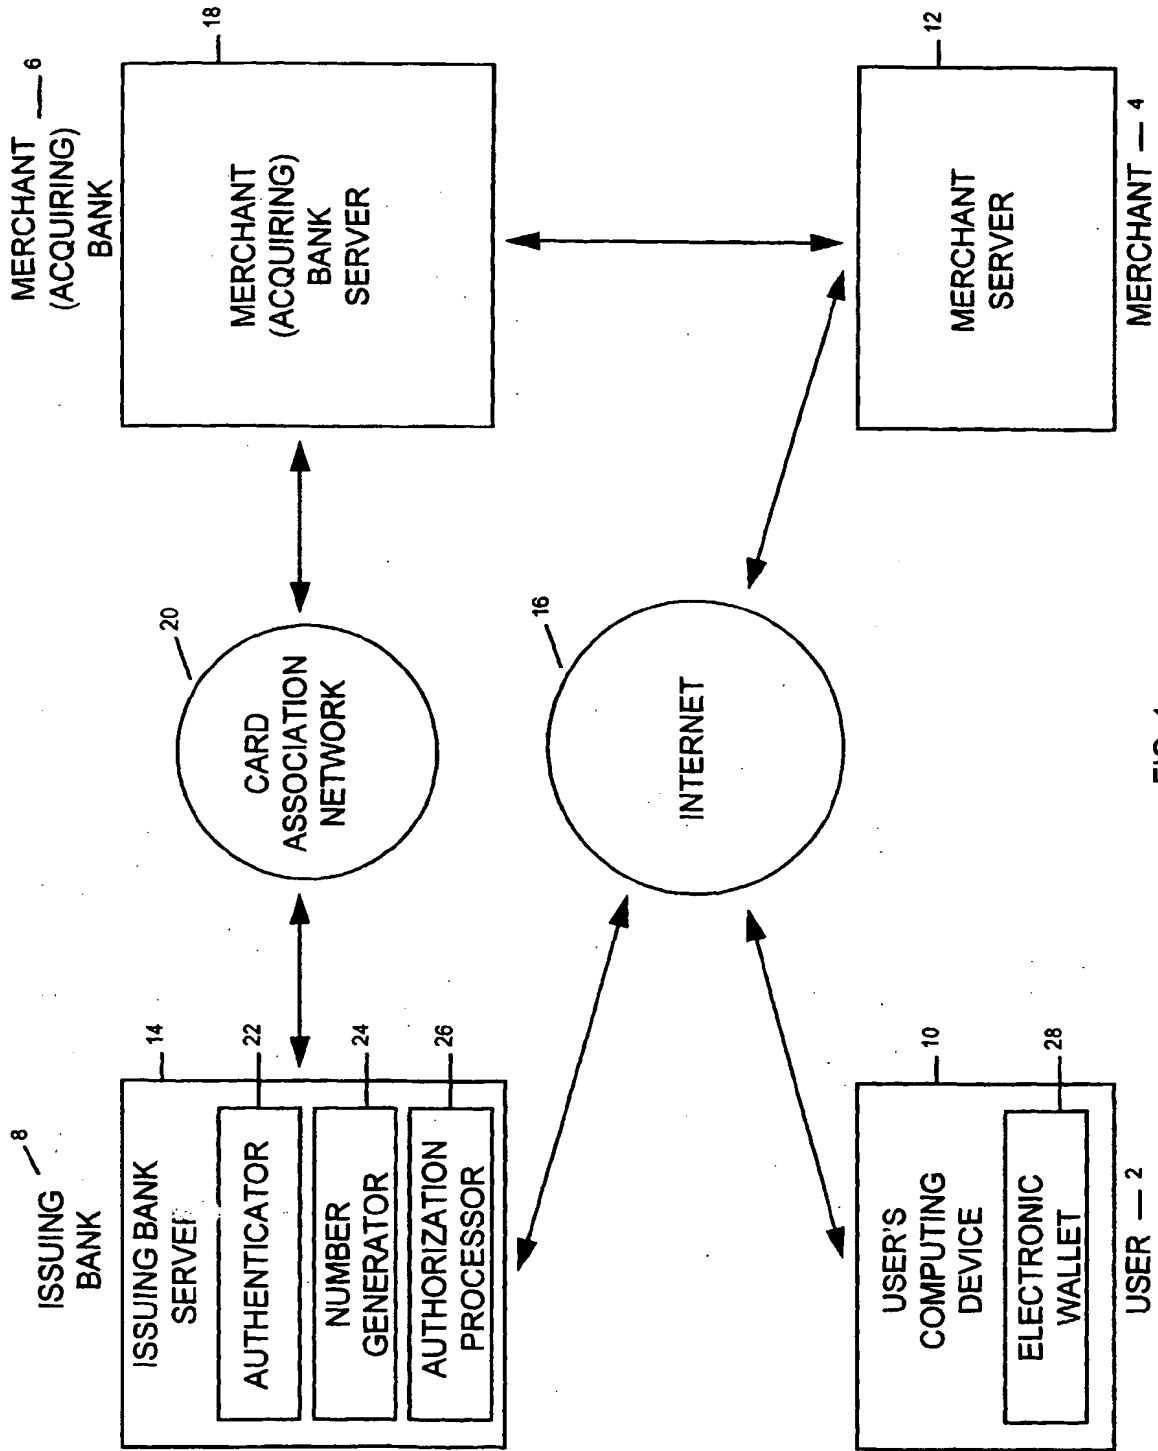 ISSUING
BANK
8
ISSUING BANK
SERVER
14
AUTHENTICATOR
22
NUMBER
GENERATOR
24
AUTHORIZATION
PROCESSOR
26
CARD
ASSOCIATION
NETWORK
20
MERCHANT
(ACQUIRING)
BANK
6
MERCHANT
(ACQUIRING)
BANK
SERVER
18
INTERNET
16
USER'S
COMPUTING
DEVICE
10
ELECTRONIC
WALLET
28
USER
2
MERCHANT
SERVER
12
MERCHANT
4